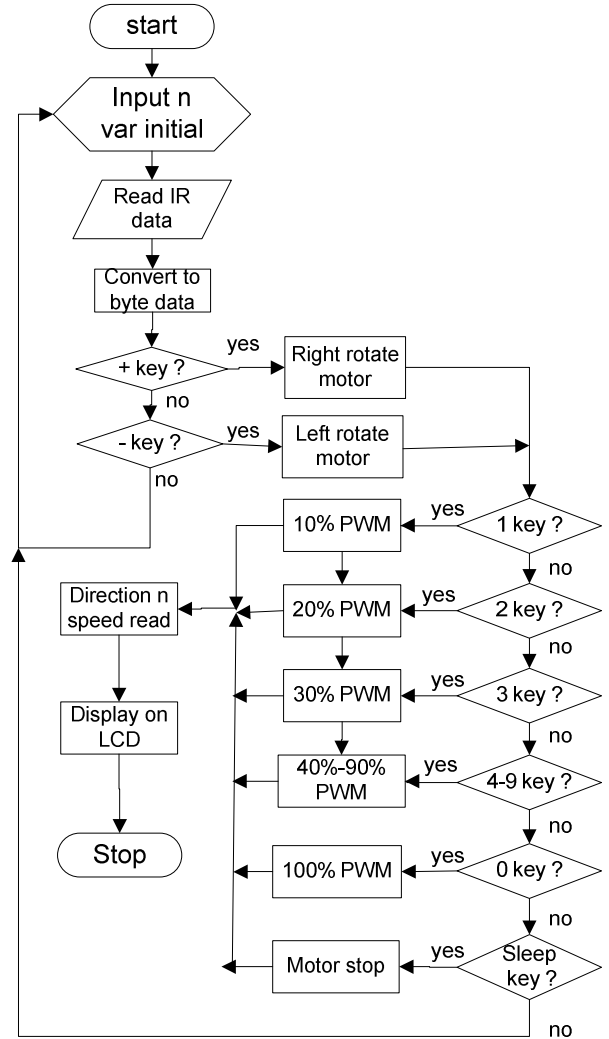 start
Input n
var initial
Read IR
data
Convert to
byte data
+ key ?
yes
Right rotate
motor
no
- key ?
yes
Left rotate
motor
no
1 key ?
yes
10% PWM
no
2 key ?
yes
20% PWM
Direction n
speed read
no
3 key ?
yes
30% PWM
Display on
LCD
no
4-9 key ?
yes
40%-90%
PWM
no
Stop
0 key ?
yes
100% PWM
no
Sleep
key ?
yes
Motor stop
no